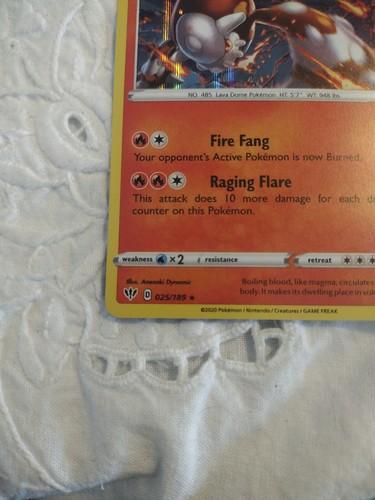 NO. 485 Lava Dome Pokémon HT: 5'7" WT: 948 lbs
Fire Fang
Your opponent's Active Pokémon is now Burned.
Raging Flare
This attack does 10 more damage for each d
counter on this Pokémon.
weakness ×2 resistance retreat
Illus. Anesaki Dynamic
Boiling blood, like magma, circulates
body. It makes its dwelling place in vol
D 025/189 ★
©2020 Pokémon / Nintendo / Creatures / GAME FREAK